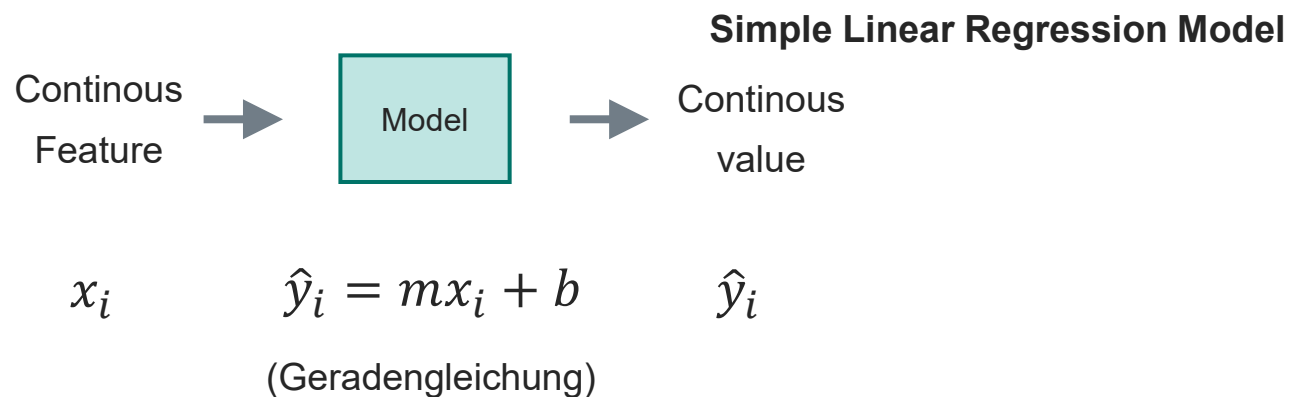 Simple Linear Regression Model
Continous
Feature
Model
Continous
value
xᵢ
ŷᵢ = mxᵢ + b
ŷᵢ
(Geradengleichung)